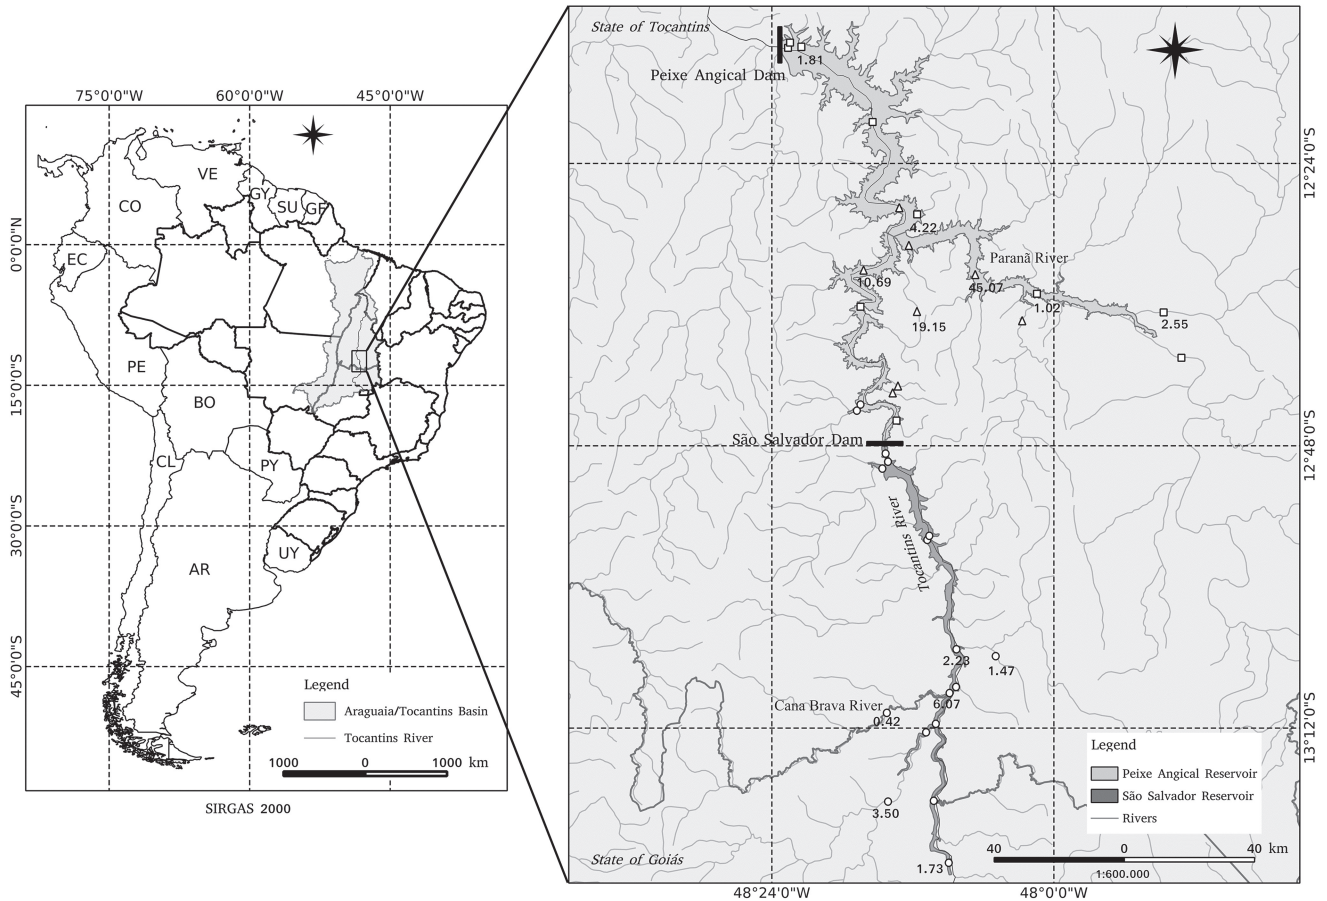 75°0'0"W
60°0'0"W
45°0'0"W
0°0'0"N
15°0'0"S
30°0'0"S
45°0'0"S
VE
GY
SU
GF
CO
EC
PE
BO
CL
PY
UY
AR
Legend
Araguaia/Tocantins Basin
Tocantins River
1000
0
1000 km
SIRGAS 2000
State of Tocantins
Peixe Angical Dam
1.81
4.22
Paranã River
10.69
45.07
1.02
19.15
2.55
São Salvador Dam
Tocantins River
2.23
1.47
6.07
Cana Brava River
0.42
3.50
1.73
State of Goiás
Legend
Peixe Angical Reservoir
São Salvador Reservoir
Rivers
40
0
40 km
1:600.000
12°24'0"S
12°48'0"S
13°12'0"S
48°24'0"W
48°0'0"W